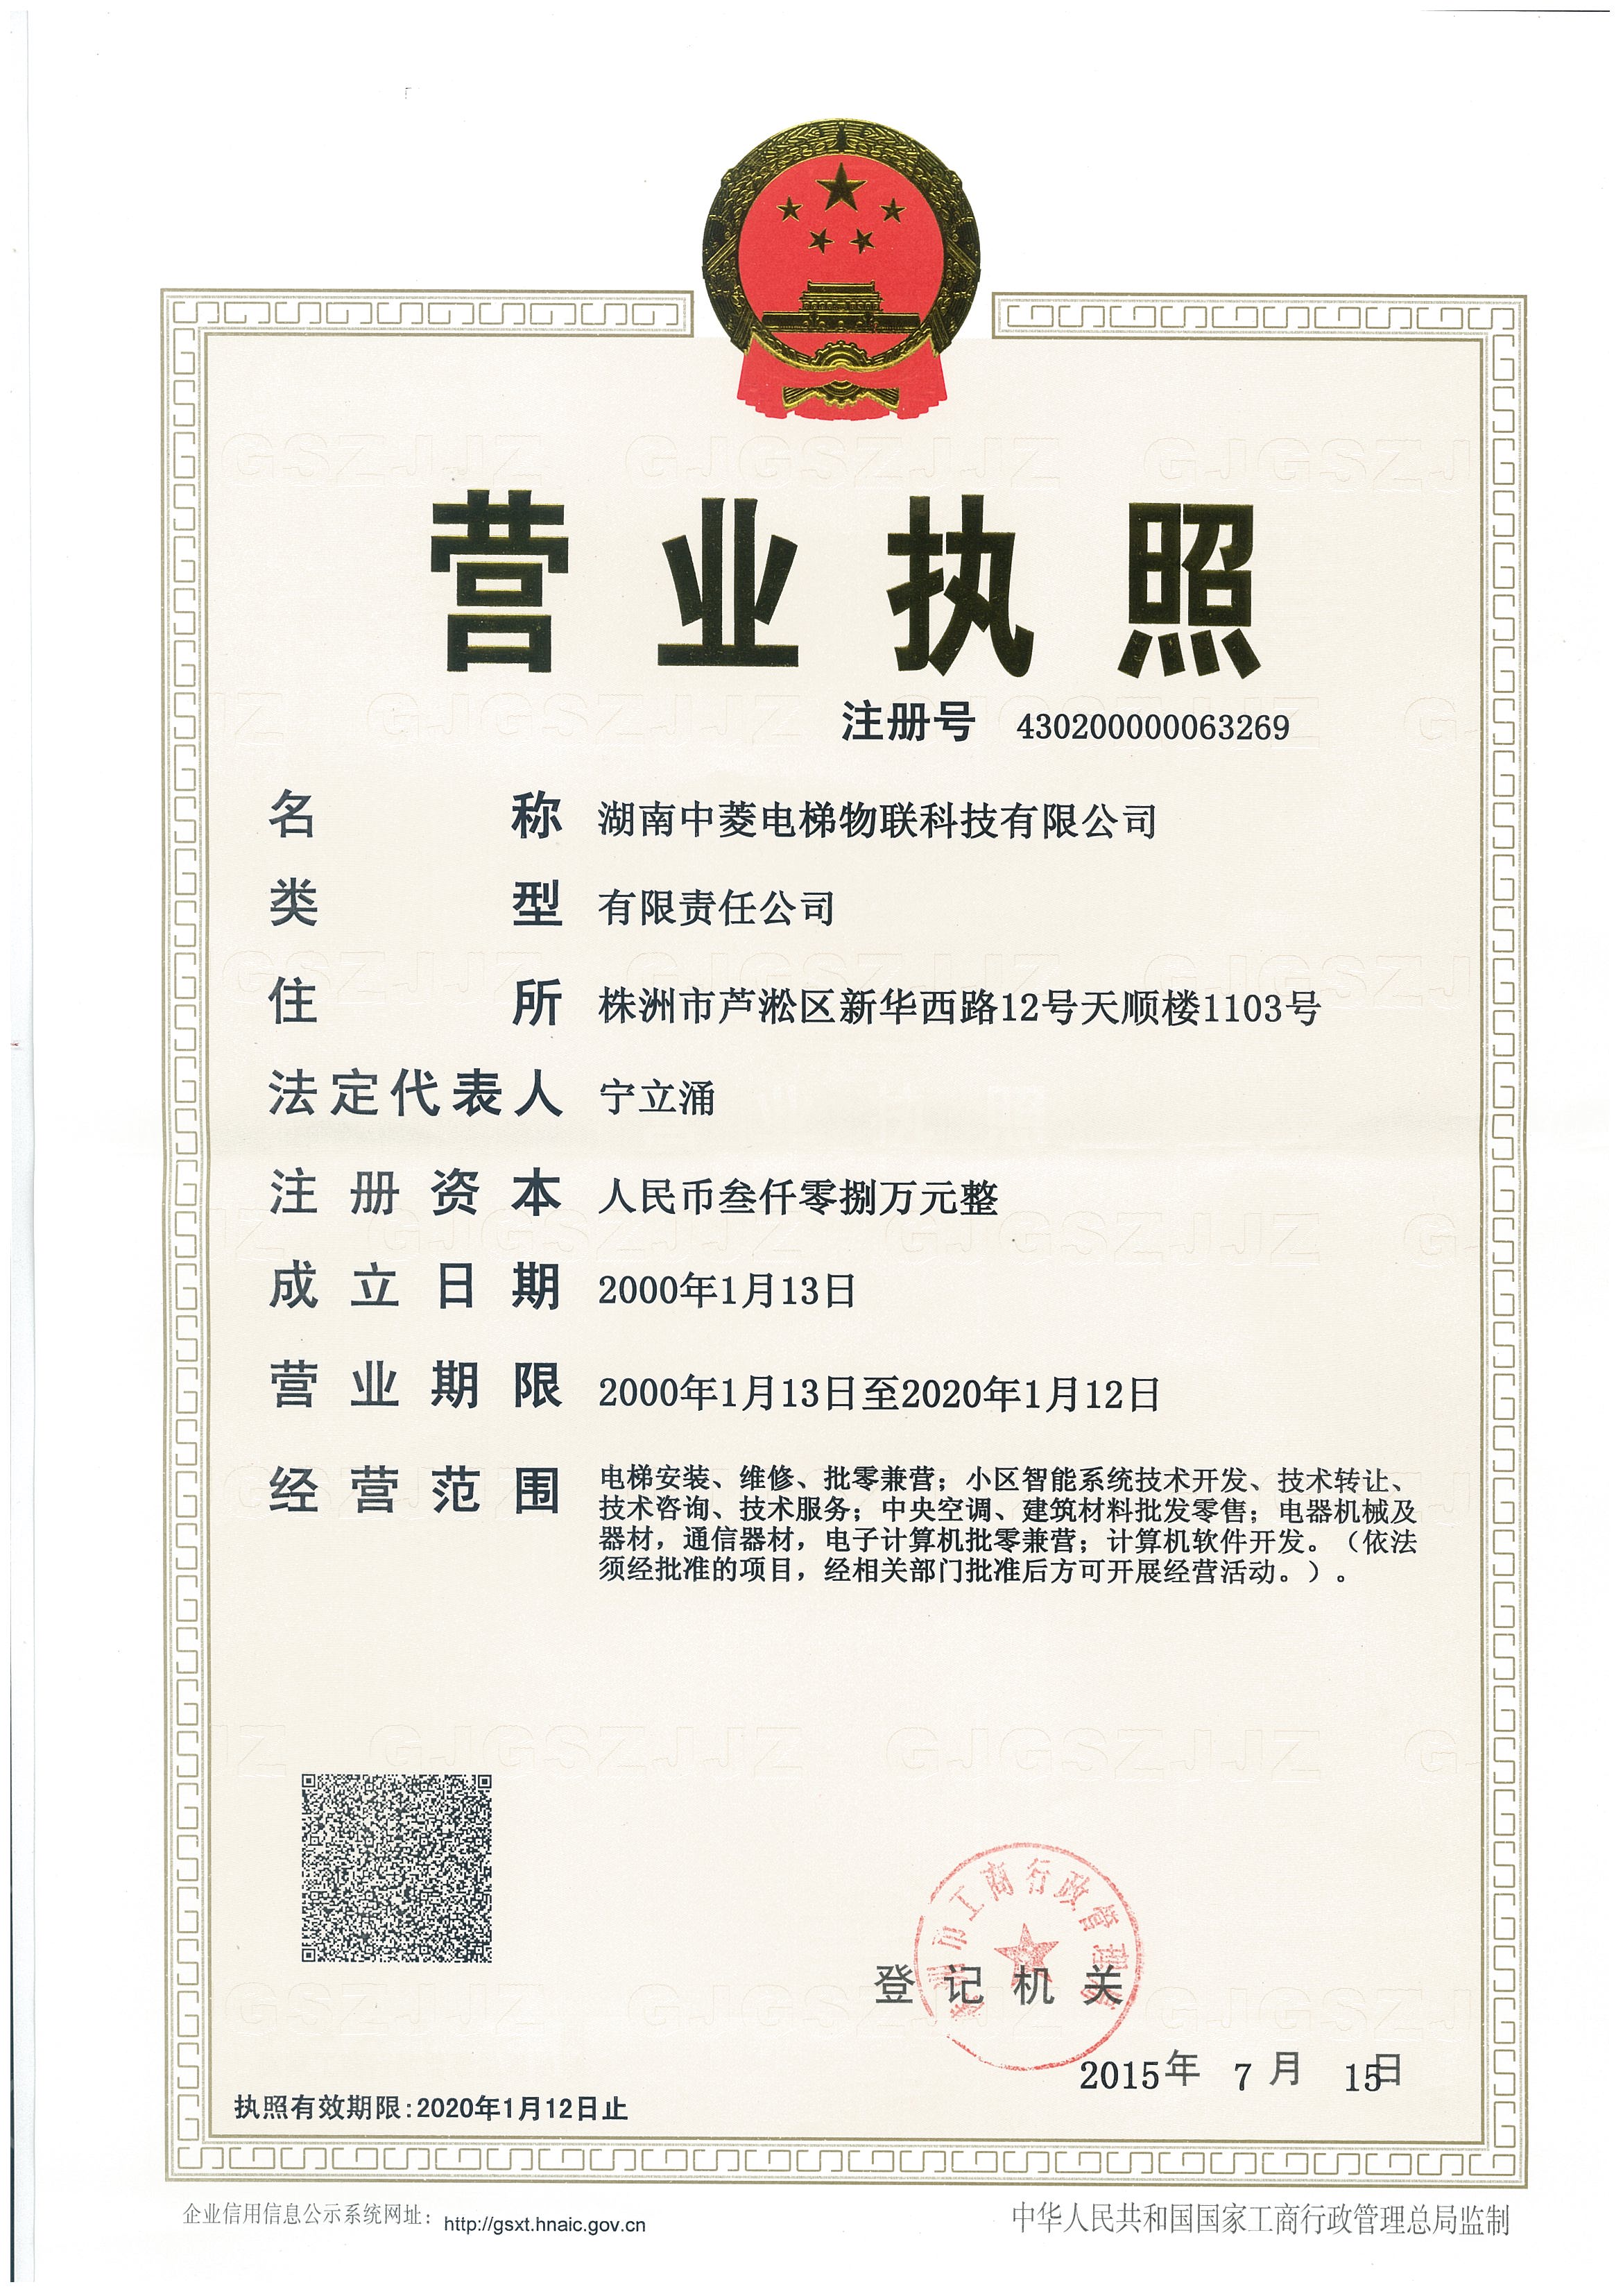 营业执照
注册号 430200000063269
名称 湖南中菱电梯物联科技有限公司
类型 有限责任公司
住所 株洲市芦淞区新华西路12号天顺楼1103号
法定代表人 宁立涌
注册资本 人民币叁仟零捌万元整
成立日期 2000年1月13日
营业期限 2000年1月13日至2020年1月12日
经营范围 电梯安装、维修、批零兼营；小区智能系统技术开发、技术转让、
技术咨询、技术服务；中央空调、建筑材料批发零售；电器机械及
器材，通信器材，电子计算机批零兼营；计算机软件开发。（依法
须经批准的项目，经相关部门批准后方可开展经营活动。）。
株洲市工商行政管理局
登记机关
2015年 7月 15日
执照有效期限:2020年1月12日止
企业信用信息公示系统网址：http://gsxt.hnaic.gov.cn
中华人民共和国国家工商行政管理总局监制